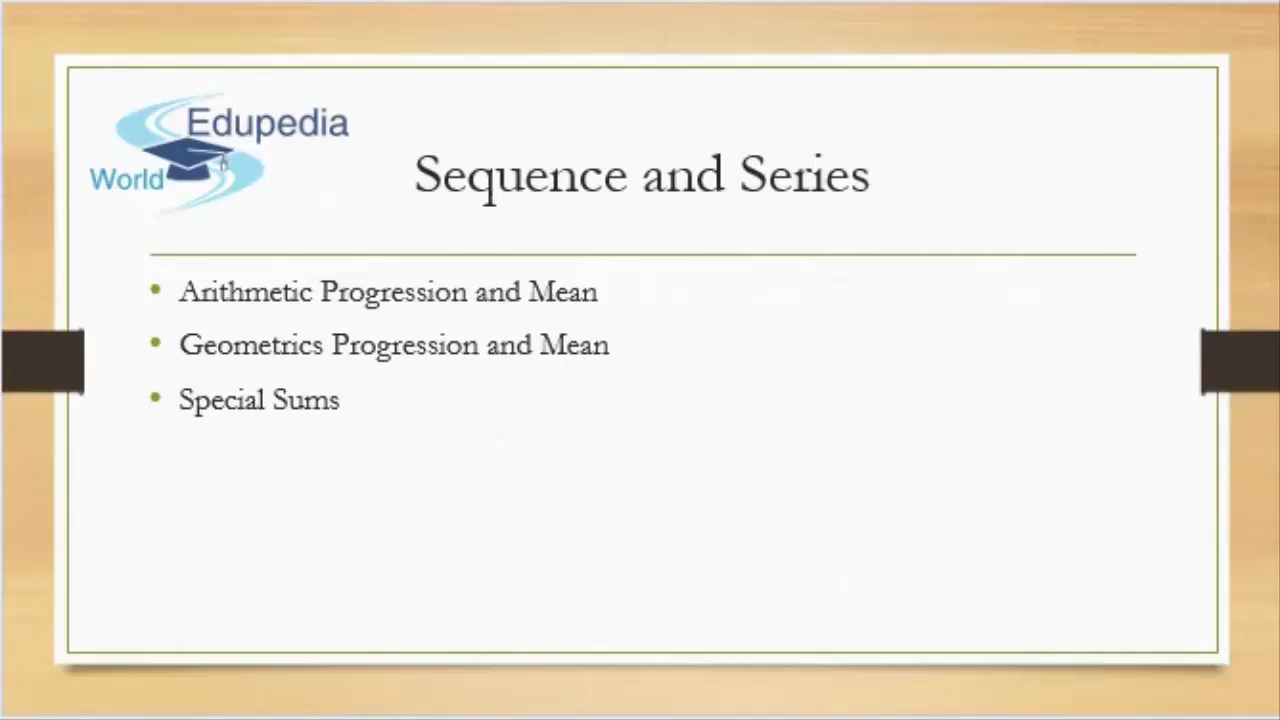 Edupedia
World
Sequence and Series
• Arithmetic Progression and Mean
• Geometrics Progression and Mean
• Special Sums